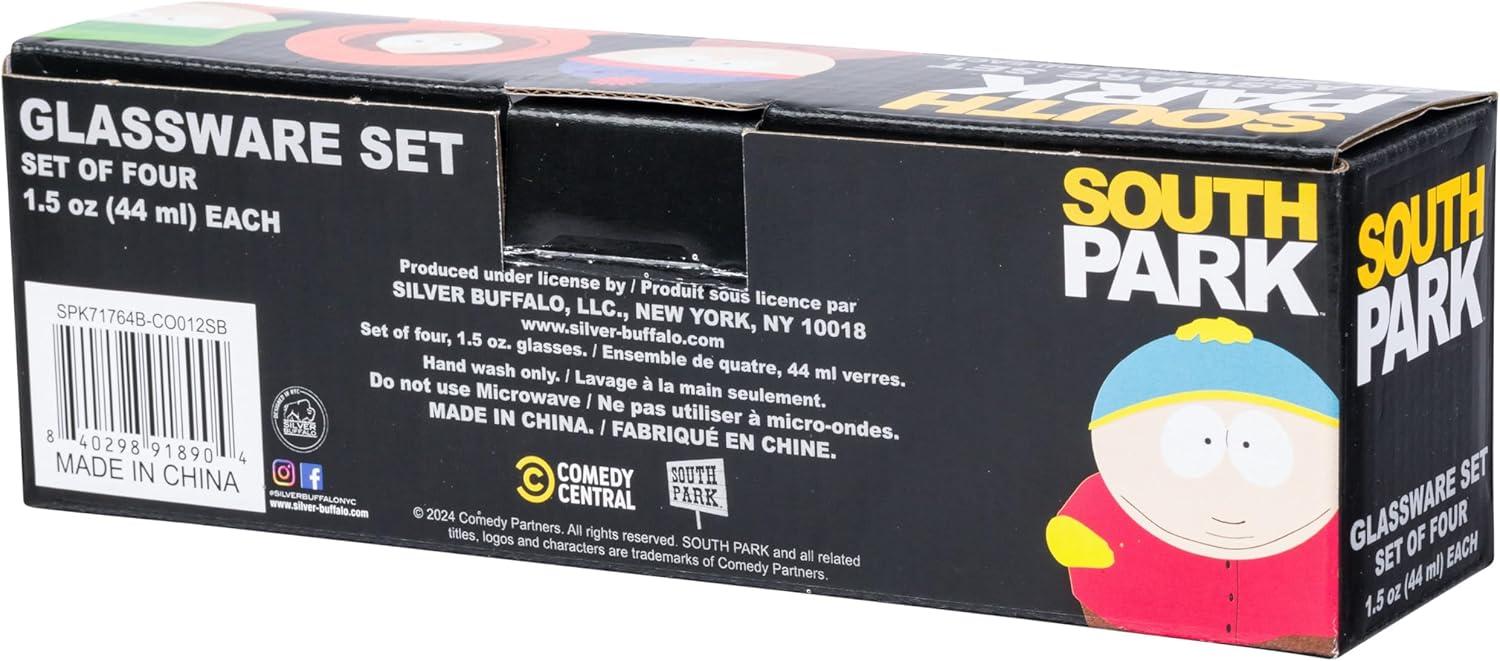 GLASSWARE SET
SET OF FOUR
1.5 oz (44 ml) EACH
SPK71764B-CO012SB
8 40298 91890 4
MADE IN CHINA
DESIGNED IN NYC
SILVER
BUFFALO
#SILVERBUFFALONYC
www.silver-buffalo.com
Produced under license by / Produit sous licence par
SILVER BUFFALO, LLC., NEW YORK, NY 10018
www.silver-buffalo.com
Set of four, 1.5 oz. glasses. / Ensemble de quatre, 44 ml verres.
Hand wash only. / Lavage à la main seulement.
Do not use Microwave / Ne pas utiliser à micro-ondes.
MADE IN CHINA. / FABRIQUÉ EN CHINE.
COMEDY
CENTRAL
SOUTH
PARK
© 2024 Comedy Partners. All rights reserved. SOUTH PARK and all related
titles, logos and characters are trademarks of Comedy Partners.
SOUTH
PARK
SOUTH
PARK
SOUTH
PARK
GLASSWARE SET
SET OF FOUR
1.5 oz (44 ml) EACH